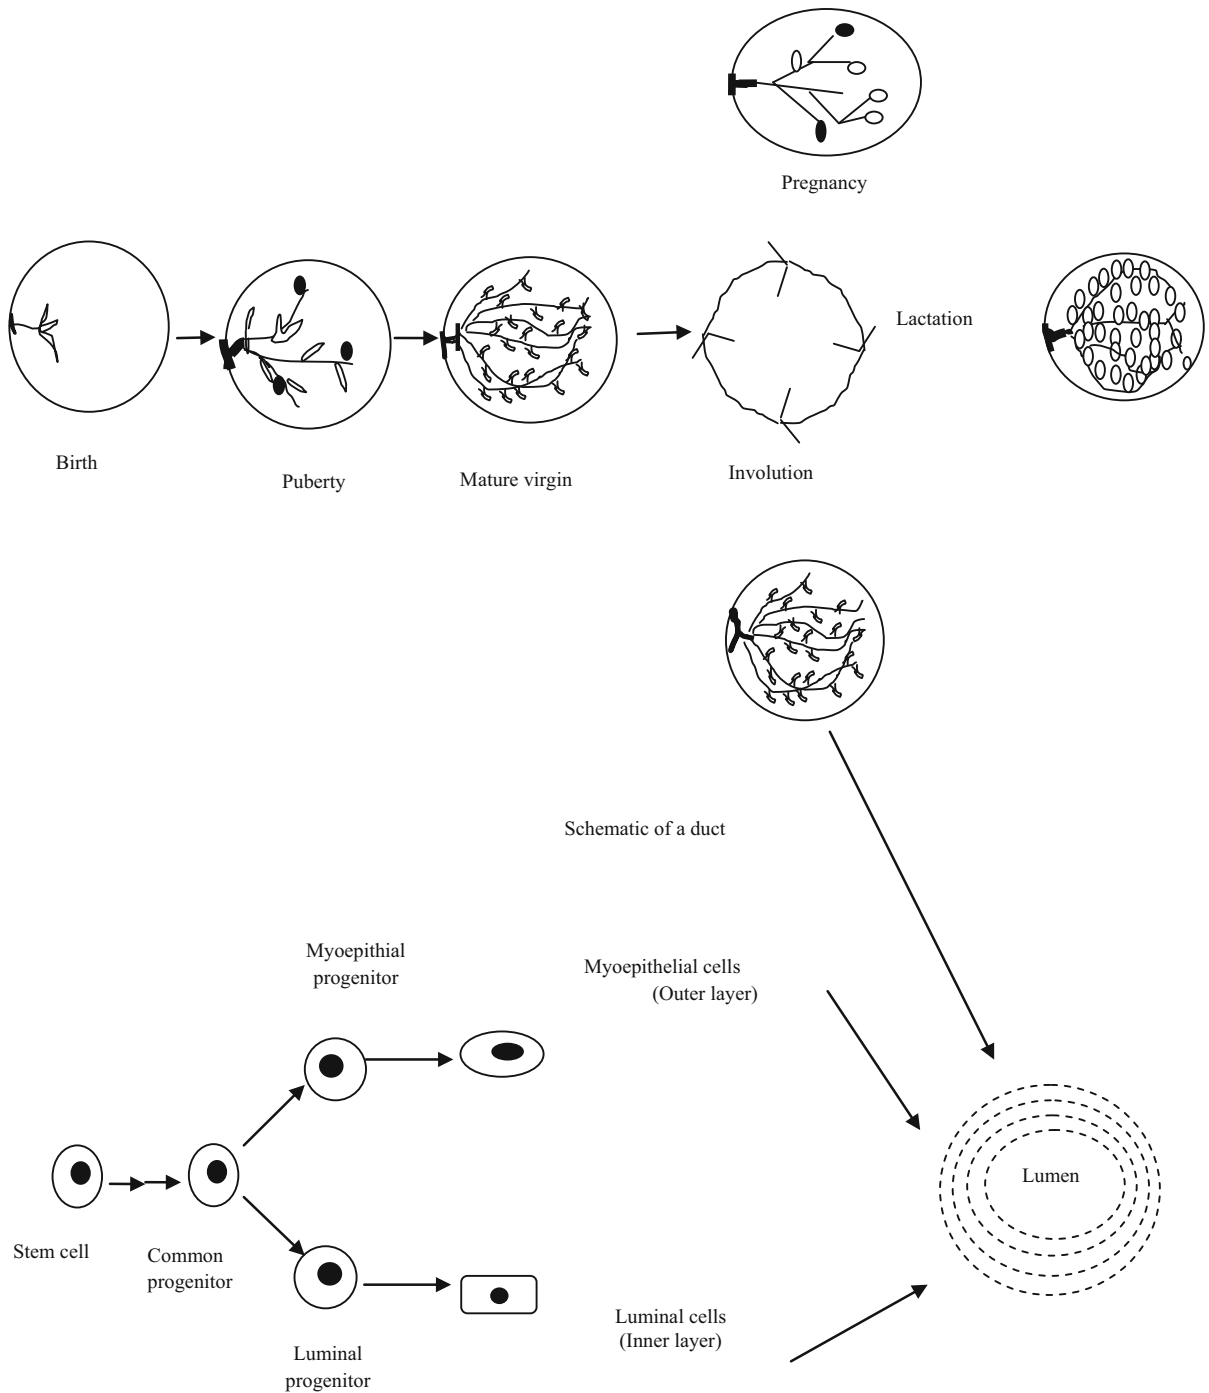 Pregnancy
Lactation
Birth
Puberty
Mature virgin
Involution
Schematic of a duct
Myoepithial
progenitor
Myoepithelial cells
(Outer layer)
Lumen
Stem cell
Common
progenitor
Luminal cells
(Inner layer)
Luminal
progenitor